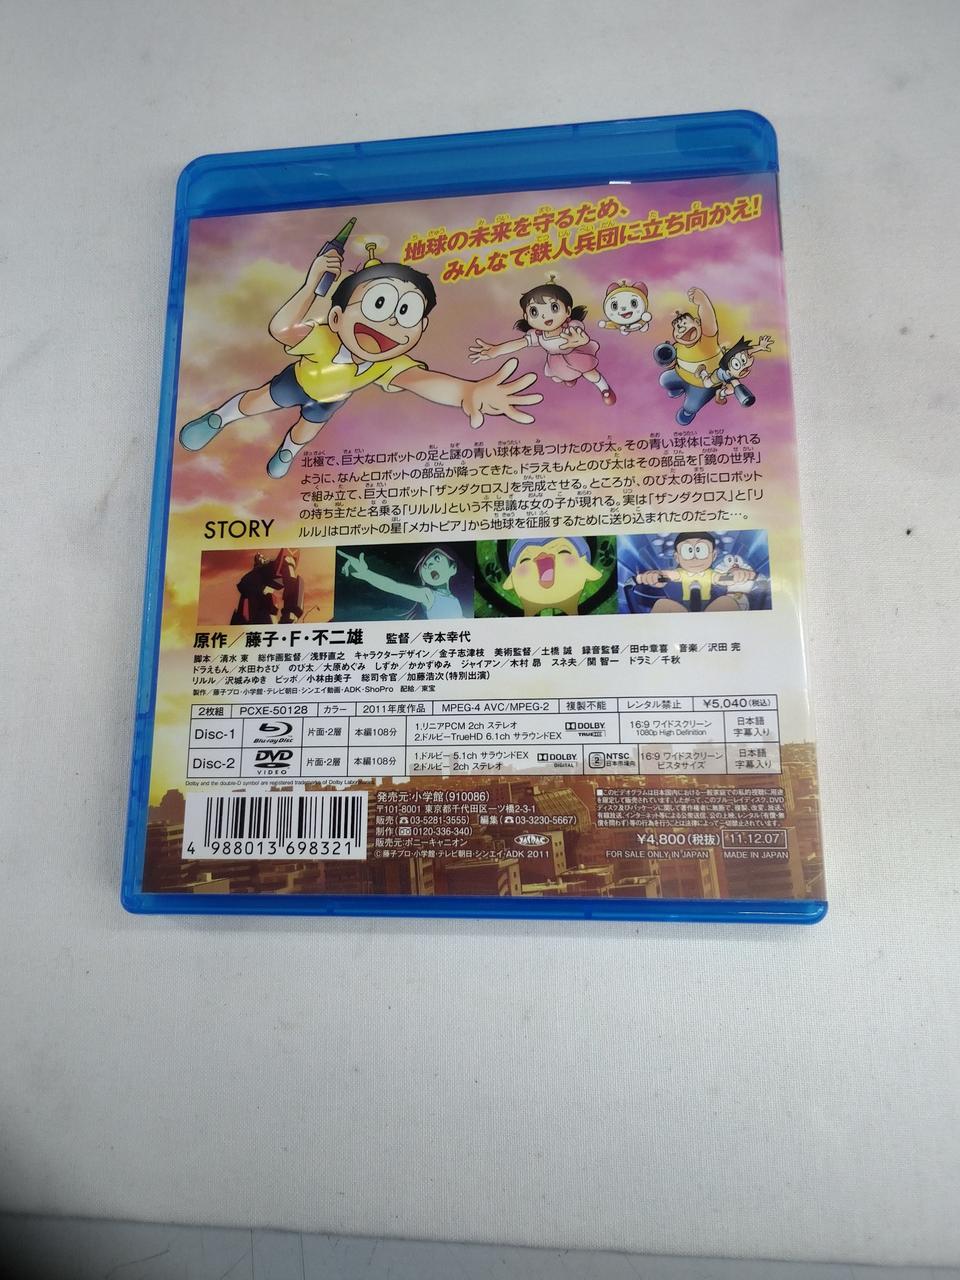 地球の未来を守るため、
みんなで鉄人兵団に立ち向かえ!
北極で、巨大なロボットの足と謎の青い球体を見つけたのび太。その青い球体に導かれる
ように、なんとロボットの部品が降ってきた。ドラえもんとのび太はその部品を「鏡の世界」
で組み立て、巨大ロボット「ザンダクロス」を完成させる。ところが、のび太の街にロボット
の持ち主だと名乗る「リルル」という不思議な女の子が現れる。実は「ザンダクロス」と「リ
ルル」はロボットの星「メカトピア」から地球を征服するために送り込まれたのだった…。
STORY
原作/藤子・F・不二雄 監督/寺本幸代
脚本/清水 東 総作画監督/浅野直之 キャラクターデザイン/金子志津枝 美術監督/土橋 誠 録音監督/田中章喜 音楽/沢田 完
ドラえもん/水田わさび のび太/大原めぐみ しずか/かかずゆみ ジャイアン/木村 昴 スネ夫/関 智一 ドラミ/千秋
リルル/沢城みゆき ピッポ/小林由美子 総司令官/加藤浩次(特別出演)
製作/藤子プロ・小学館・テレビ朝日・シンエイ動画・ADK・ShoPro 配給/東宝
2枚組 PCXE-50128 カラー 2011年度作品 MPEG-4 AVC/MPEG-2 複製不能 レンタル禁止 ¥5,040(税込)
Disc-1 Blu-ray Disc 片面・2層 本編108分 1.リニアPCM 2ch ステレオ 2.ドルビーTrueHD 6.1ch サラウンドEX DOLBY TRUEHD 16:9 ワイドスクリーン 1080p High Definition 日本語字幕入り
Disc-2 DVD VIDEO 片面・2層 本編108分 1.ドルビー 5.1ch サラウンドEX 2.ドルビー 2ch ステレオ DOLBY DIGITAL 2 NTSC 日本市場向 16:9 ワイドスクリーン ビスタサイズ 日本語字幕入り
Dolby and the double-D symbol are registered trademarks of Dolby Laboratories.
4 988013 698321
発売元:小学館(910086)
〒101-8001 東京都千代田区一ツ橋2-3-1
販売(☎03-5281-3555) 編集(☎03-3230-5667)
制作(0120-336-340)
販売元:ポニーキャニオン
©藤子プロ・小学館・テレビ朝日・シンエイ・ADK 2011
¥4,800(税抜) 11.12.07
FOR SALE ONLY IN JAPAN MADE IN JAPAN